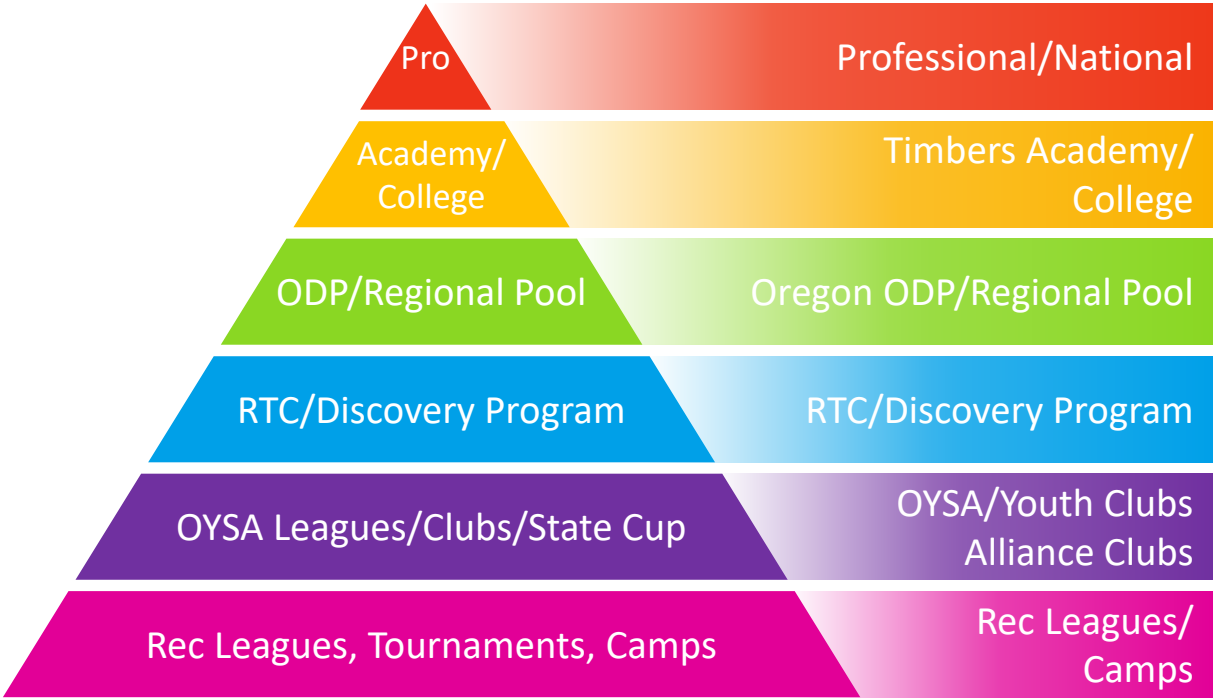 Pro
Professional/National
Academy/
College
Timbers Academy/
College
ODP/Regional Pool
Oregon ODP/Regional Pool
RTC/Discovery Program
RTC/Discovery Program
OYSA Leagues/Clubs/State Cup
OYSA/Youth Clubs
Alliance Clubs
Rec Leagues, Tournaments, Camps
Rec Leagues/
Camps